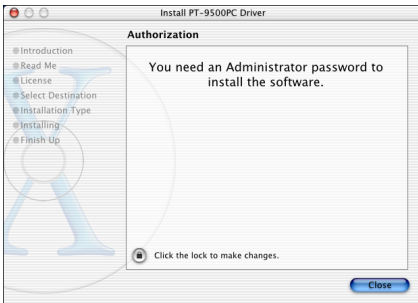 Install PT-9500PC Driver
Authorization
Introduction
Read Me
License
Select Destination
Installation Type
Installing
Finish Up
You need an Administrator password to
install the software.
Click the lock to make changes.
Close